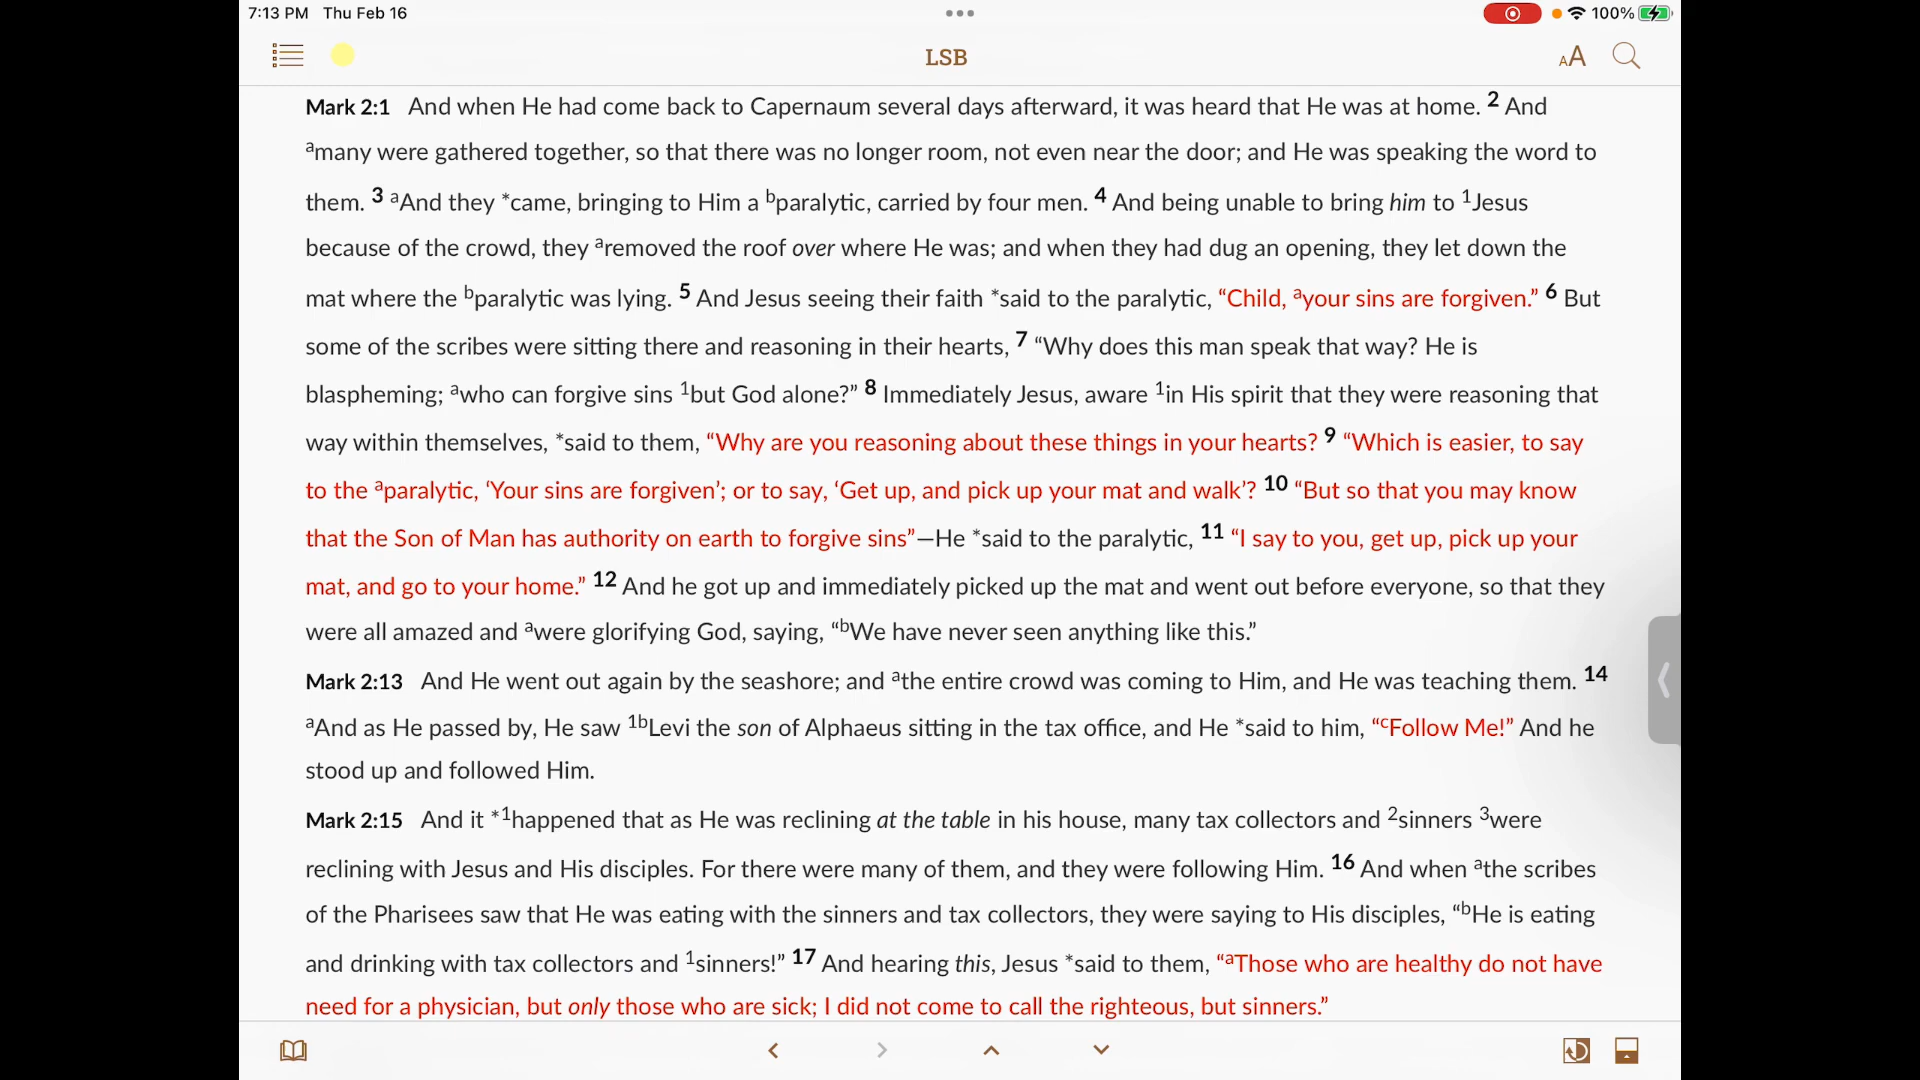 7:13 PM Thu Feb 16
100%
LSB
AA
Mark 2:1 And when He had come back to Capernaum several days afterward, it was heard that He was at home. 2 And
amany were gathered together, so that there was no longer room, not even near the door; and He was speaking the word to
them. 3 aAnd they *came, bringing to Him a bparalytic, carried by four men. 4 And being unable to bring him to 1Jesus
because of the crowd, they aremoved the roof over where He was; and when they had dug an opening, they let down the
mat where the bparalytic was lying. 5 And Jesus seeing their faith *said to the paralytic, “Child, ayour sins are forgiven.” 6 But
some of the scribes were sitting there and reasoning in their hearts, 7 “Why does this man speak that way? He is
blaspheming; awho can forgive sins 1but God alone?” 8 Immediately Jesus, aware 1in His spirit that they were reasoning that
way within themselves, *said to them, “Why are you reasoning about these things in your hearts? 9 “Which is easier, to say
to the aparalytic, ‘Your sins are forgiven’; or to say, ‘Get up, and pick up your mat and walk’? 10 “But so that you may know
that the Son of Man has authority on earth to forgive sins”—He *said to the paralytic, 11 “I say to you, get up, pick up your
mat, and go to your home.” 12 And he got up and immediately picked up the mat and went out before everyone, so that they
were all amazed and awere glorifying God, saying, “bWe have never seen anything like this.”
Mark 2:13 And He went out again by the seashore; and athe entire crowd was coming to Him, and He was teaching them. 14
aAnd as He passed by, He saw 1bLevi the son of Alphaeus sitting in the tax office, and He *said to him, “cFollow Me!” And he
stood up and followed Him.
Mark 2:15 And it *1happened that as He was reclining at the table in his house, many tax collectors and 2sinners 3were
reclining with Jesus and His disciples. For there were many of them, and they were following Him. 16 And when athe scribes
of the Pharisees saw that He was eating with the sinners and tax collectors, they were saying to His disciples, “bHe is eating
and drinking with tax collectors and 1sinners!” 17 And hearing this, Jesus *said to them, “aThose who are healthy do not have
need for a physician, but only those who are sick; I did not come to call the righteous, but sinners.”